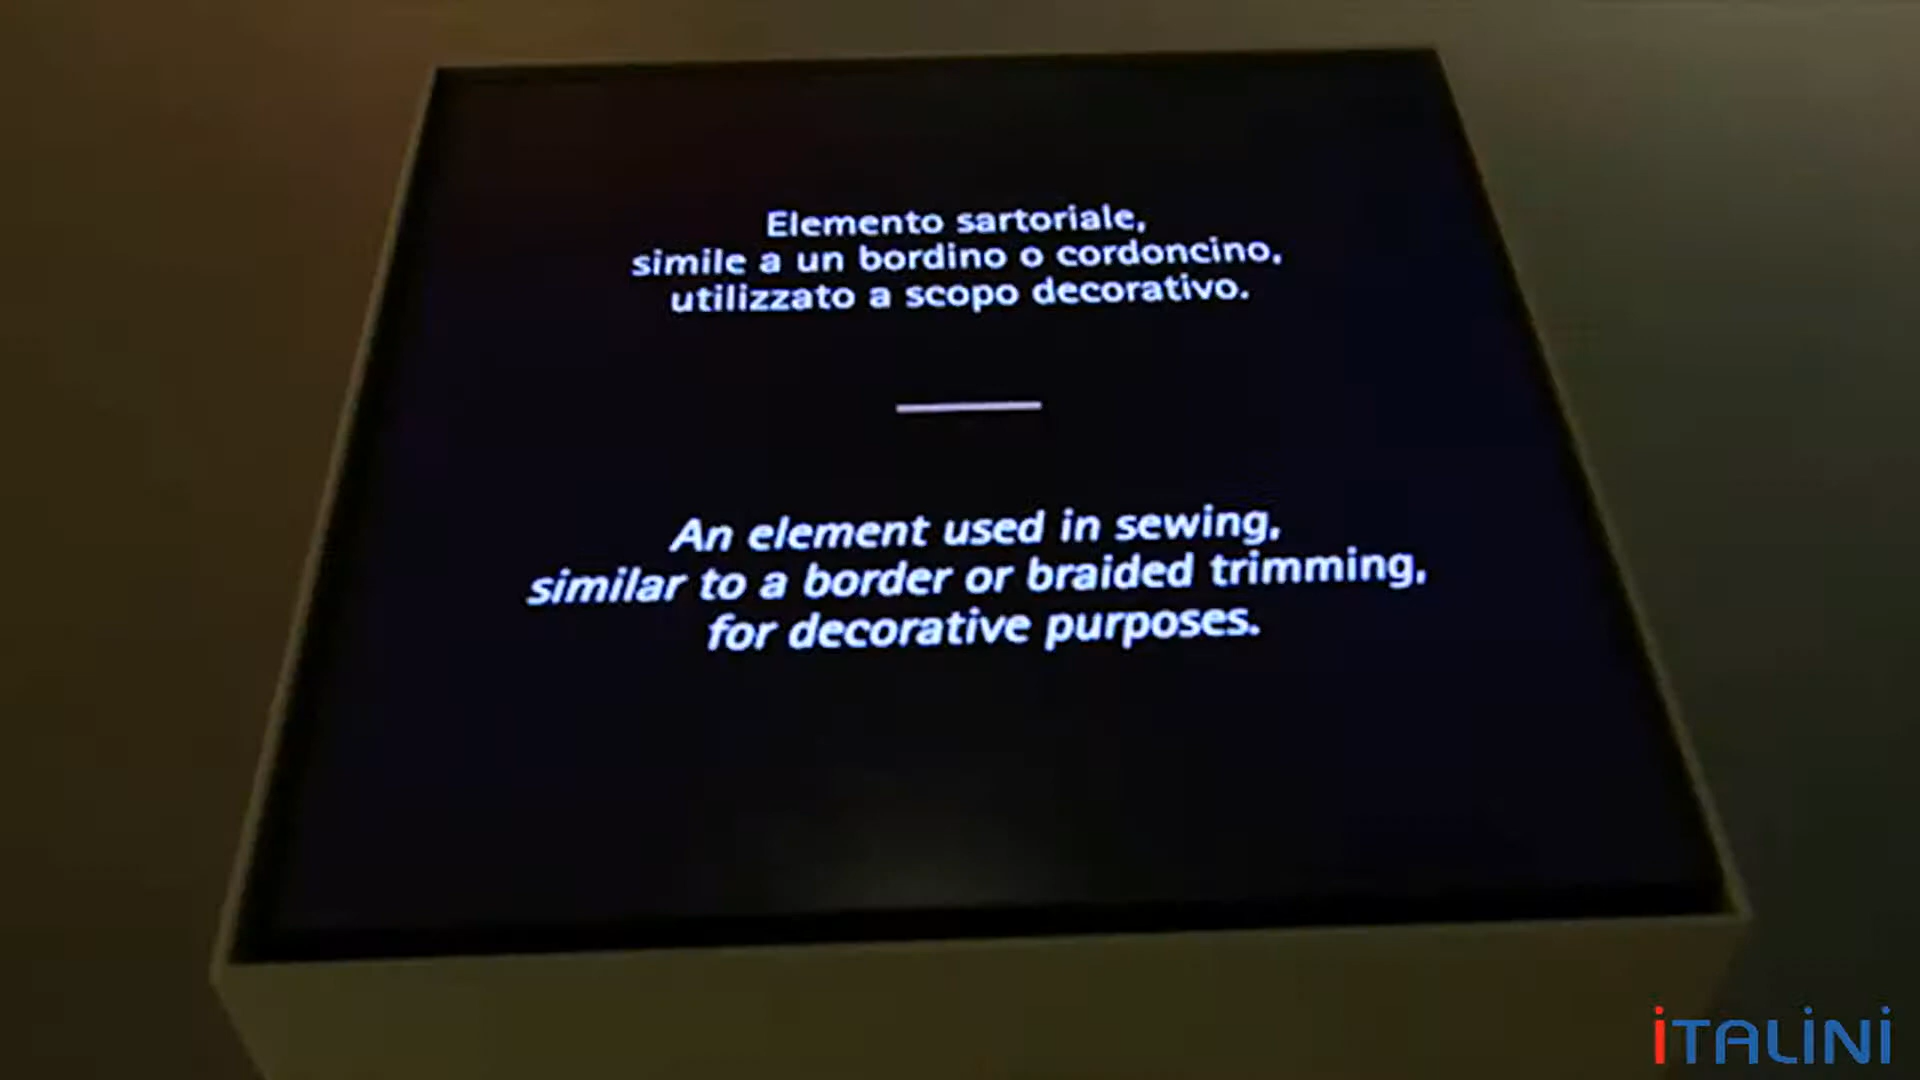 Elemento sartoriale,
simile a un bordino o cordoncino,
utilizzato a scopo decorativo.
An element used in sewing,
similar to a border or braided trimming,
for decorative purposes.
iTALiNi